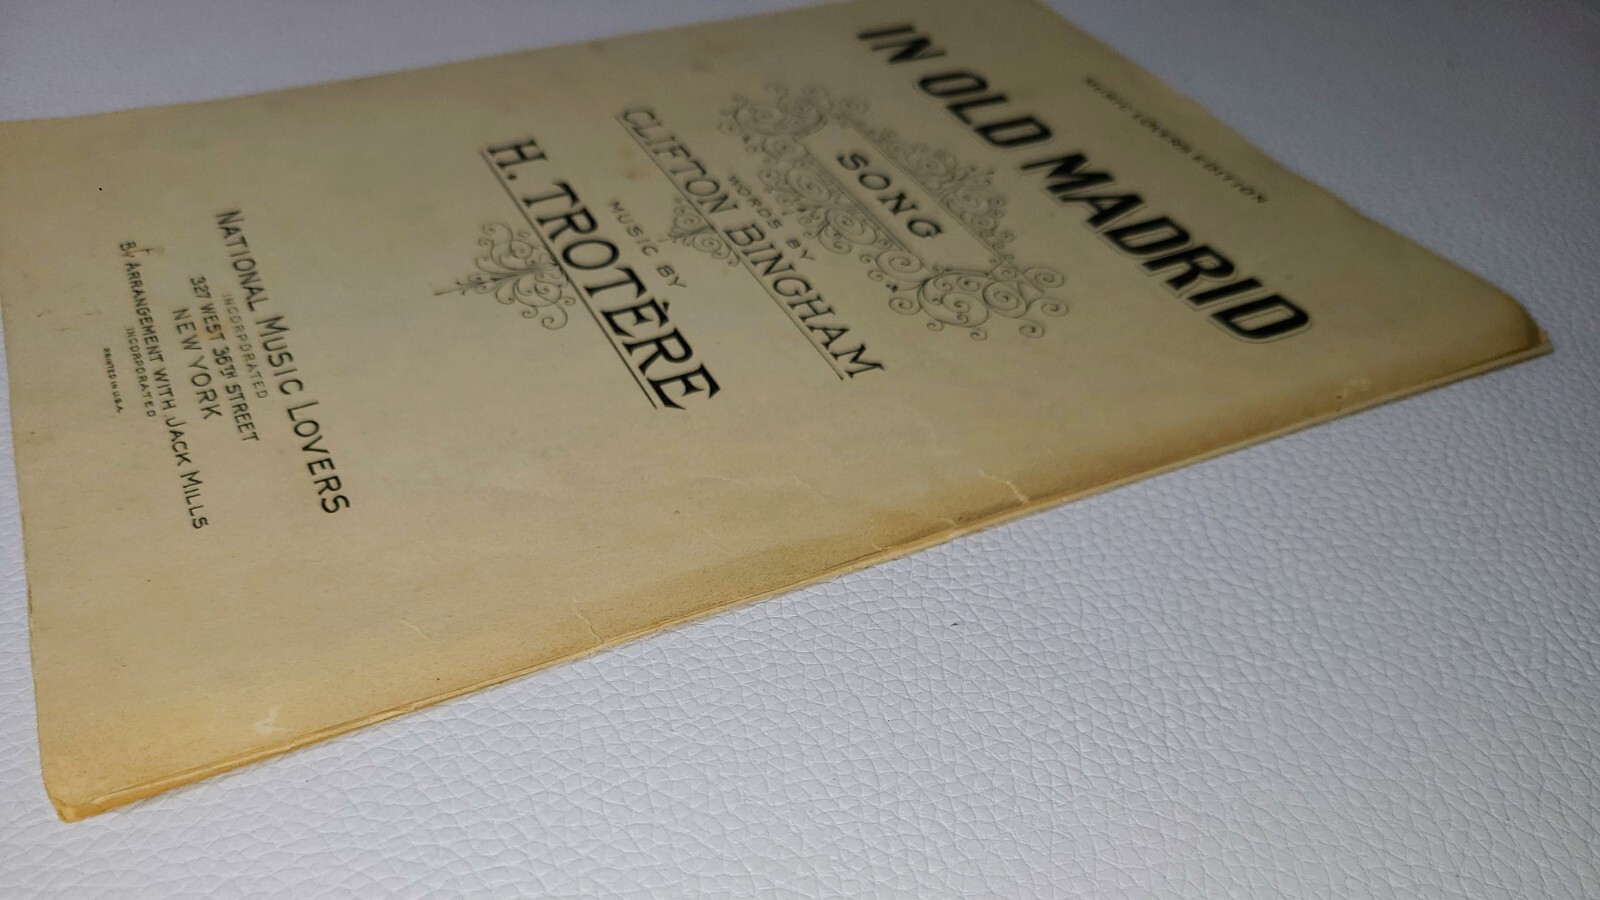 MUSIC LOVERS EDITION
IN OLD MADRID
SONG
WORDS BY
CLIFTON BINGHAM
MUSIC BY
H. TROTÈRE
NATIONAL MUSIC LOVERS
INCORPORATED
327 WEST 36TH STREET
NEW YORK
BY ARRANGEMENT WITH JACK MILLS
INCORPORATED
PRINTED IN U.S.A.